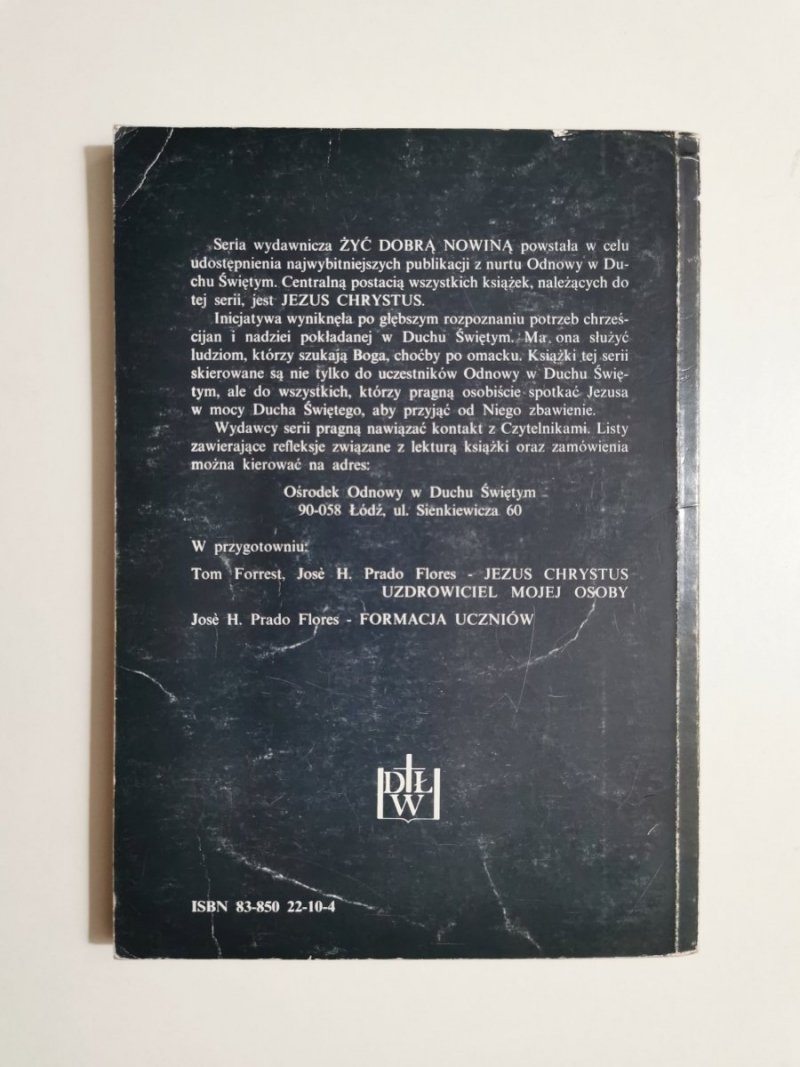 Seria wydawnicza ŻYĆ DOBRĄ NOWINĄ powstała w celu
udostępnienia najwybitniejszych publikacji z nurtu Odnowy w Du-
chu Świętym. Centralną postacią wszystkich książek, należących do
tej serii, jest JEZUS CHRYSTUS.
Inicjatywa wyniknęła po głębszym rozpoznaniu potrzeb chrześ-
cijan i nadziei pokładanej w Duchu Świętym. Ma ona służyć
ludziom, którzy szukają Boga, choćby po omacku. Książki tej serii
skierowane są nie tylko do uczestników Odnowy w Duchu Świę-
tym, ale do wszystkich, którzy pragną osobiście spotkać Jezusa
w mocy Ducha Świętego, aby przyjąć od Niego zbawienie.
Wydawcy serii pragną nawiązać kontakt z Czytelnikami. Listy
zawierające refleksje związane z lekturą książki oraz zamówienia
można kierować na adres:
Ośrodek Odnowy w Duchu Świętym
90-058 Łódź, ul. Sienkiewicza 60
W przygotowniu:
Tom Forrest, Josè H. Prado Flores - JEZUS CHRYSTUS
UZDROWICIEL MOJEJ OSOBY
Josè H. Prado Flores - FORMACJA UCZNIÓW
DŁ
W
ISBN 83-850 22-10-4